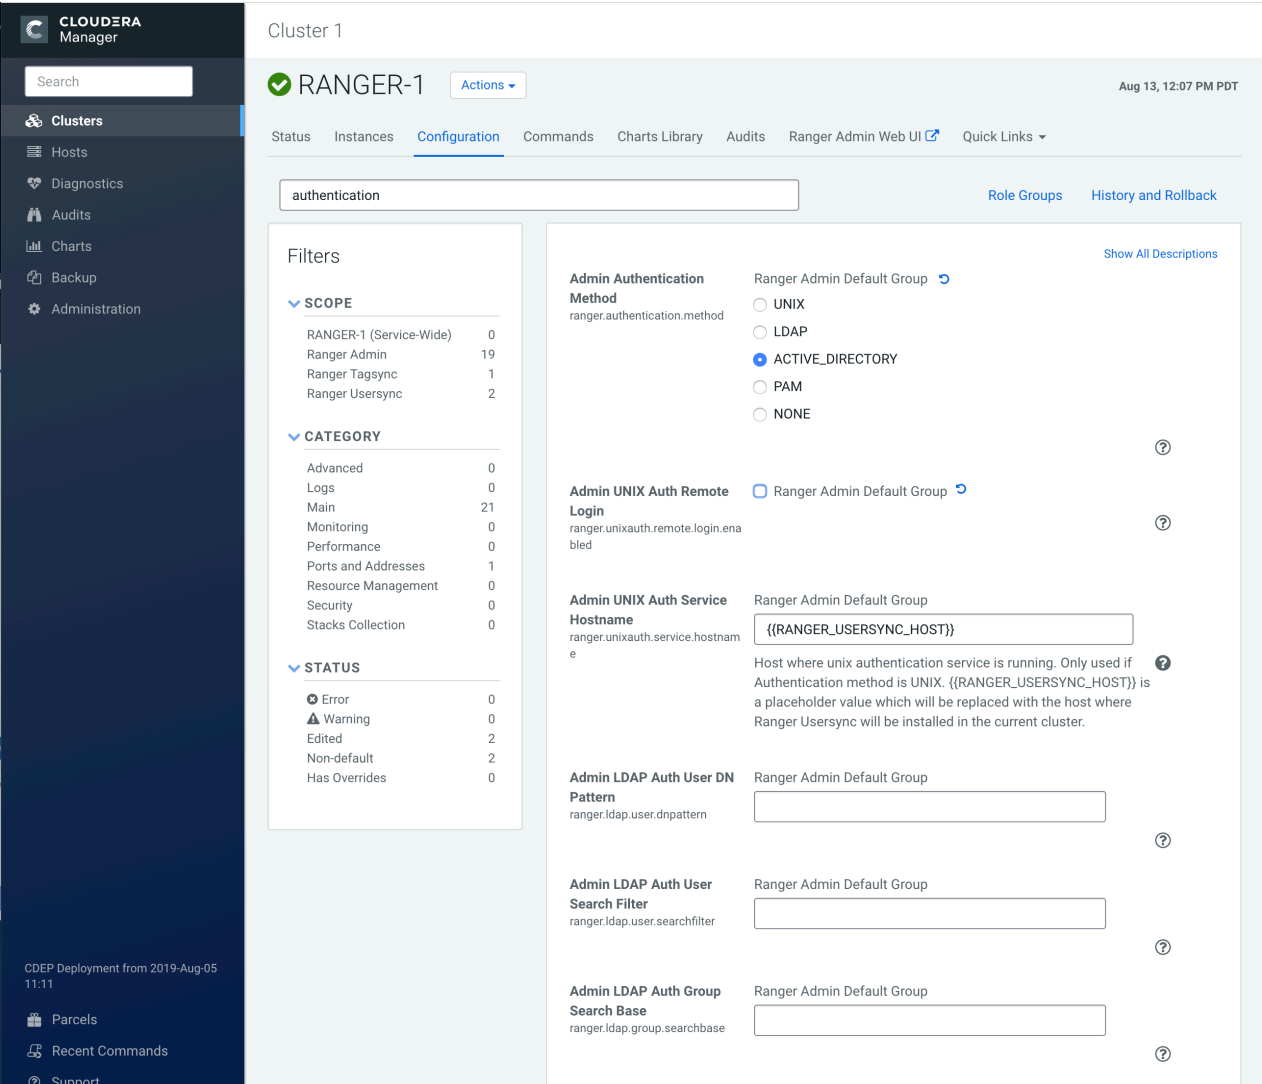 CLOUDERA
Manager
Search
Clusters
Hosts
Diagnostics
Audits
Charts
Backup
Administration
CDEP Deployment from 2019-Aug-05
11:11
Parcels
Recent Commands
Support
Cluster 1
RANGER-1
Actions
Aug 13, 12:07 PM PDT
Status Instances Configuration Commands Charts Library Audits Ranger Admin Web UI Quick Links
authentication
Role Groups History and Rollback
Filters
SCOPE
RANGER-1 (Service-Wide) 0
Ranger Admin 19
Ranger Tagsync 1
Ranger Usersync 2
CATEGORY
Advanced 0
Logs 0
Main 21
Monitoring 0
Performance 0
Ports and Addresses 1
Resource Management 0
Security 0
Stacks Collection 0
STATUS
Error 0
Warning 0
Edited 2
Non-default 2
Has Overrides 0
Show All Descriptions
Admin Authentication
Method
ranger.authentication.method
Ranger Admin Default Group
UNIX
LDAP
ACTIVE_DIRECTORY
PAM
NONE
Admin UNIX Auth Remote
Login
ranger.unixauth.remote.login.ena
bled
Ranger Admin Default Group
Admin UNIX Auth Service
Hostname
ranger.unixauth.service.hostnam
e
Ranger Admin Default Group
{{RANGER_USERSYNC_HOST}}
Host where unix authentication service is running. Only used if
Authentication method is UNIX. {{RANGER_USERSYNC_HOST}} is
a placeholder value which will be replaced with the host where
Ranger Usersync will be installed in the current cluster.
Admin LDAP Auth User DN
Pattern
ranger.ldap.user.dnpattern
Ranger Admin Default Group
Admin LDAP Auth User
Search Filter
ranger.ldap.user.searchfilter
Ranger Admin Default Group
Admin LDAP Auth Group
Search Base
ranger.ldap.group.searchbase
Ranger Admin Default Group